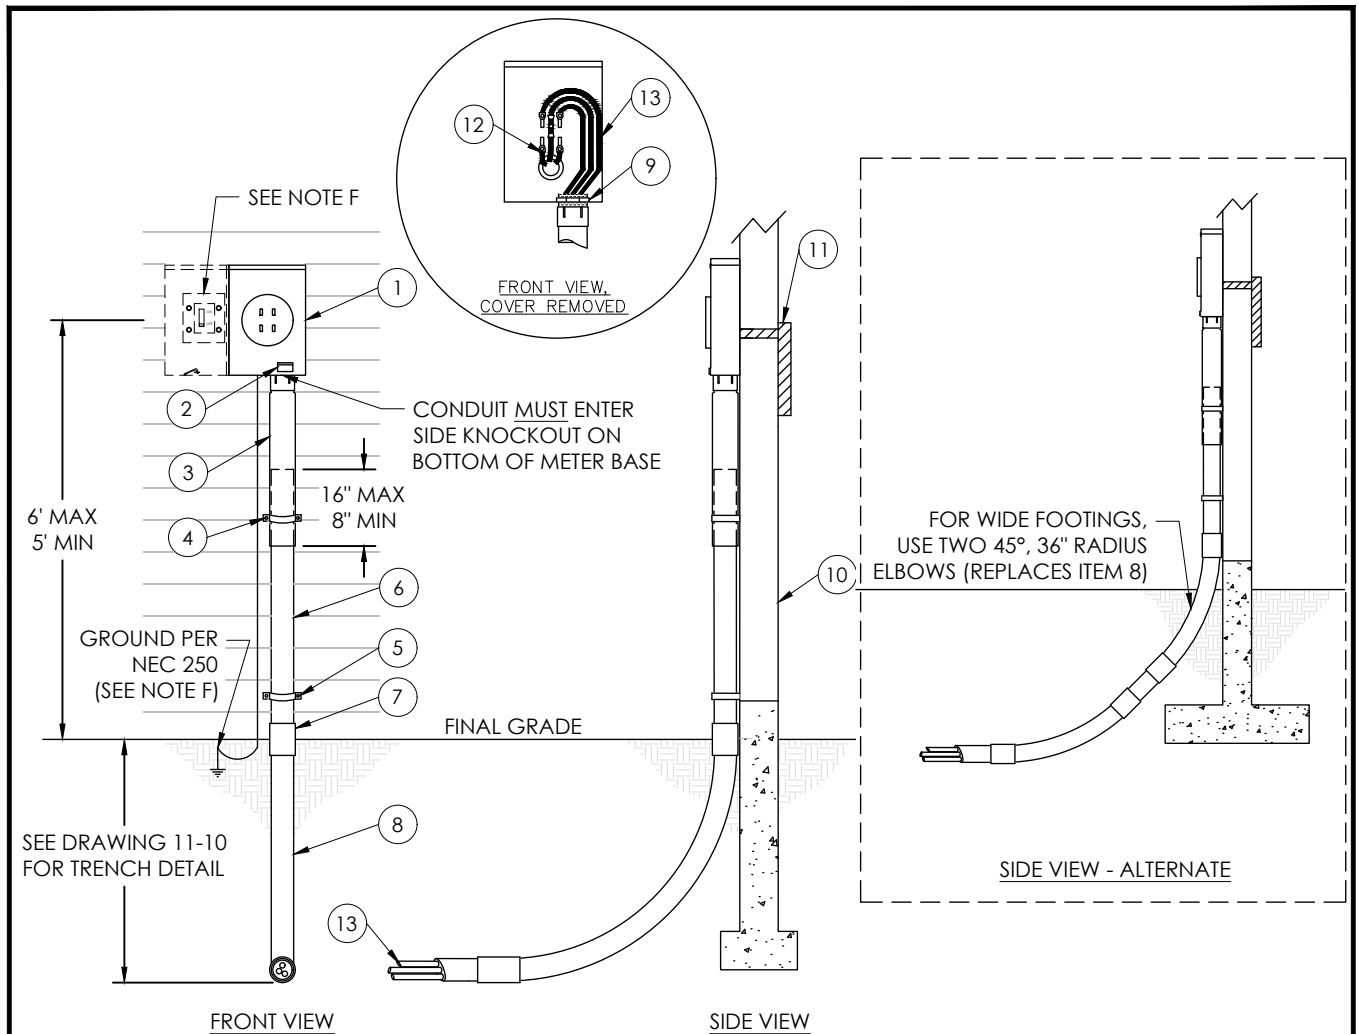 13
12
9
FRONT VIEW,
COVER REMOVED
SEE NOTE F
1
11
2
CONDUIT MUST ENTER
SIDE KNOCKOUT ON
BOTTOM OF METER BASE
3
16" MAX
8" MIN
6' MAX
5' MIN
4
FOR WIDE FOOTINGS,
USE TWO 45°, 36" RADIUS
ELBOWS (REPLACES ITEM 8)
10
6
GROUND PER
NEC 250
(SEE NOTE F)
5
7
FINAL GRADE
SEE DRAWING 11-10
FOR TRENCH DETAIL
8
SIDE VIEW - ALTERNATE
13
FRONT VIEW
SIDE VIEW